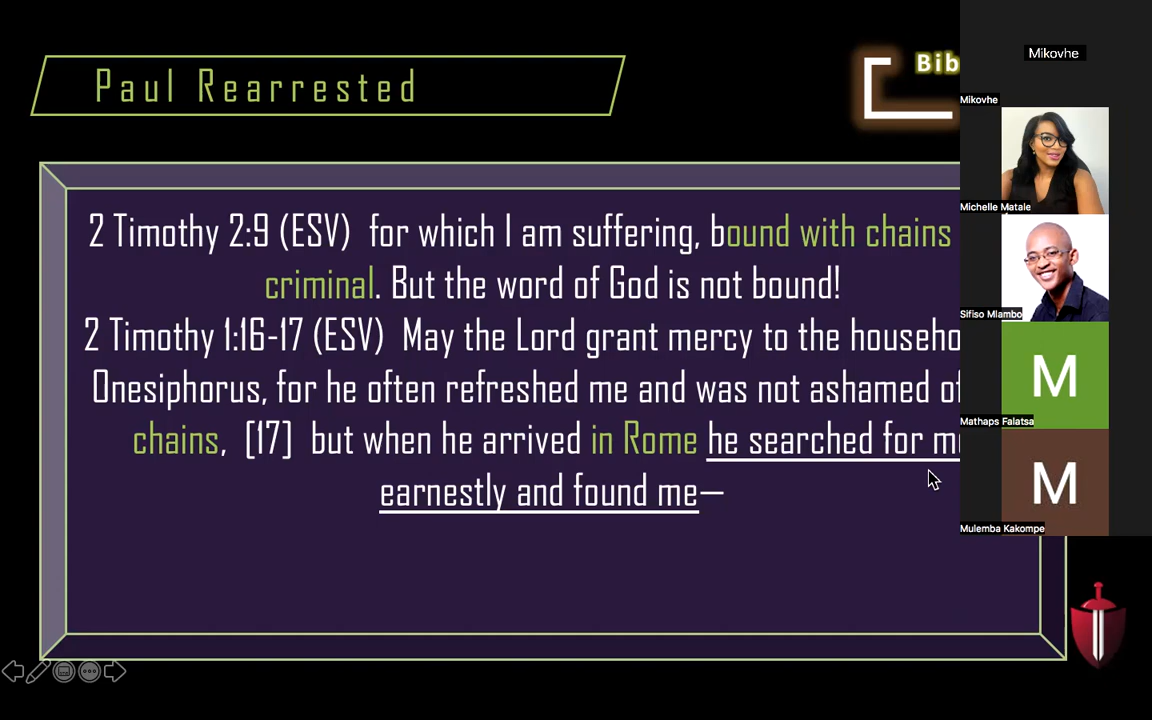 Paul Rearrested
Bib
2 Timothy 2:9 (ESV) for which I am suffering, bound with chains
criminal. But the word of God is not bound!
2 Timothy 1:16-17 (ESV) May the Lord grant mercy to the househo
Onesiphorus, for he often refreshed me and was not ashamed of
chains, [17] but when he arrived in Rome he searched for me
earnestly and found me—
Mikovhe
Mikovhe
Michelle Matale
Sifiso Mlambo
M
Mathaps Falatsa
M
Mulemba Kakompe